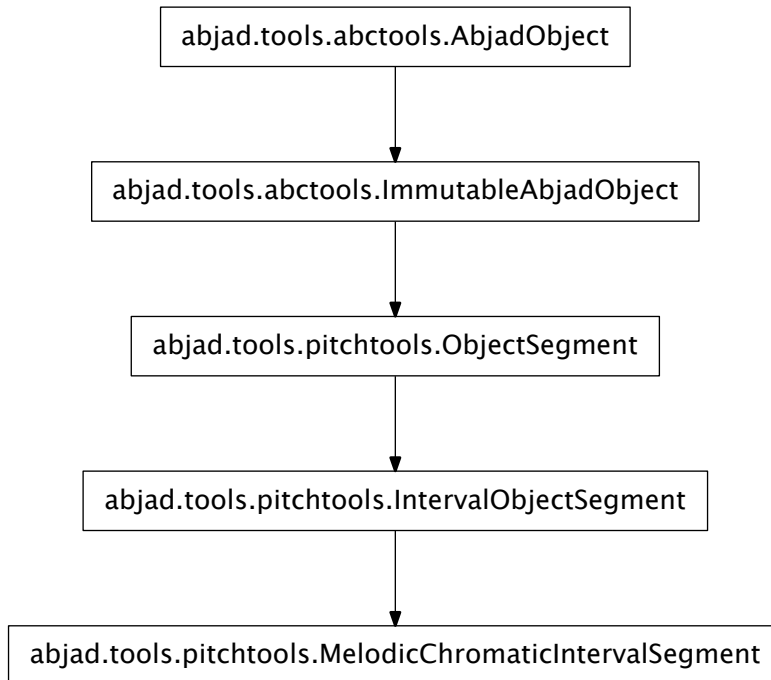 abjad.tools.abctools.AbjadObject
abjad.tools.abctools.ImmutableAbjadObject
abjad.tools.pitchtools.ObjectSegment
abjad.tools.pitchtools.IntervalObjectSegment
abjad.tools.pitchtools.MelodicChromaticIntervalSegment